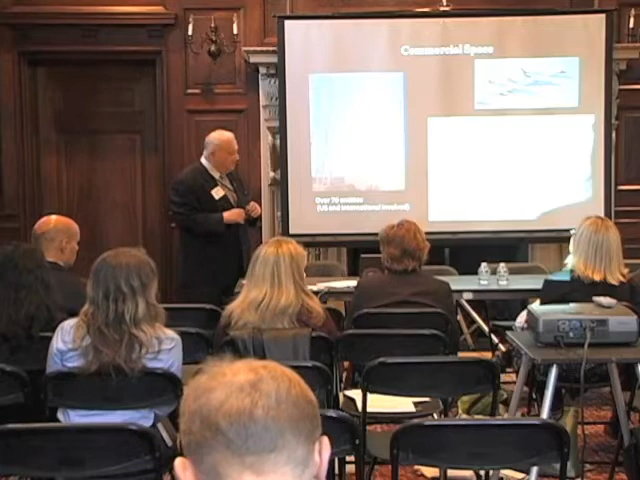 Commercial Space
Over 70 entities
(US and International involved)